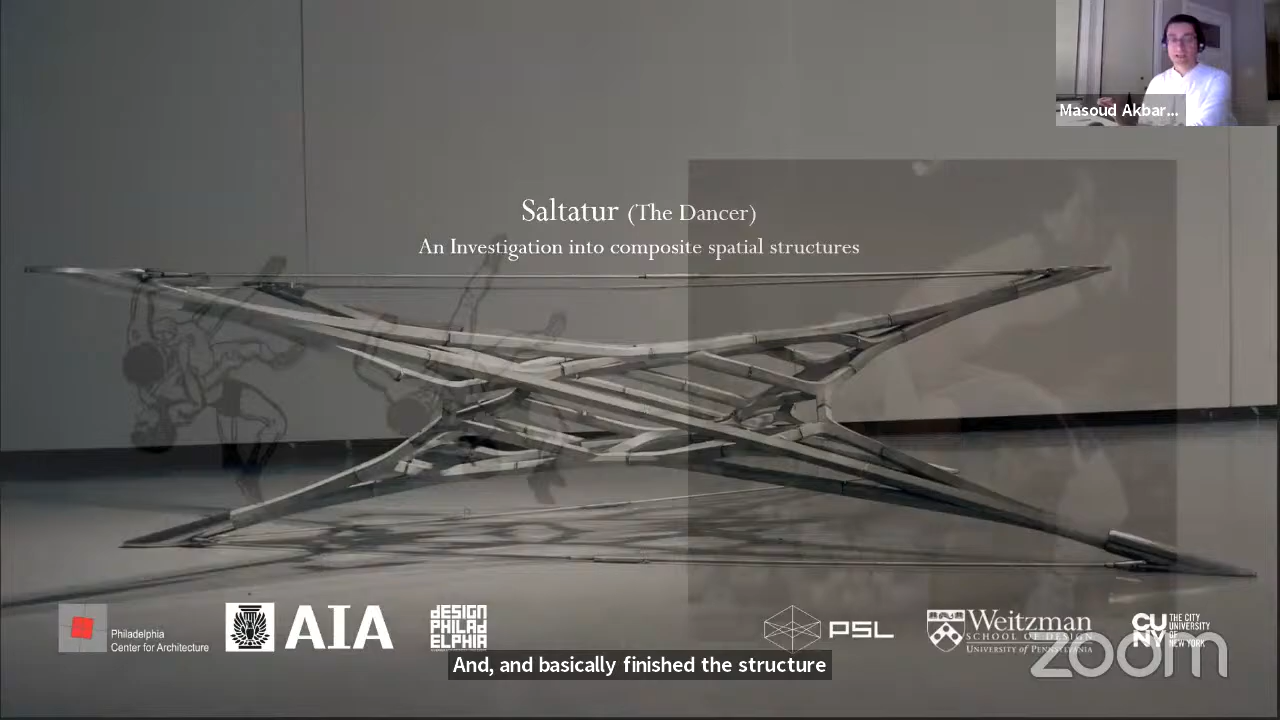 Masoud Akbar...
Saltatur (The Dancer)
An Investigation into composite spatial structures
Philadelphia
Center for Architecture
AIA
DESIGN
PHILAD
ELPHIA
PSL
Weitzman
SCHOOL OF DESIGN
UNIVERSITY OF PENNSYLVANIA
CU
NY
THE CITY
UNIVERSITY
OF
NEW YORK
And, and basically finished the structure
zoom